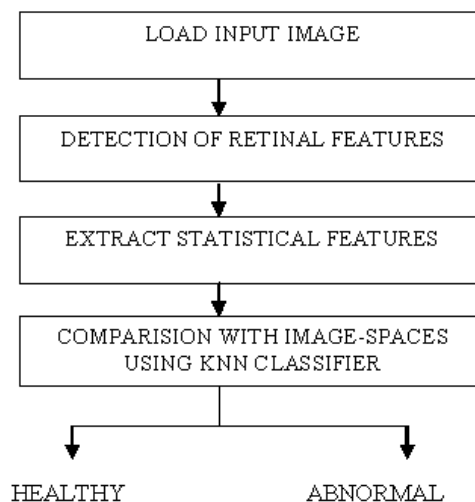 LOAD INPUT IMAGE
DETECTION OF RETINAL FEATURES
EXTRACT STATISTICAL FEATURES
COMPARISION WITH IMAGE-SPACES
USING KNN CLASSIFIER
HEALTHY
ABNORMAL